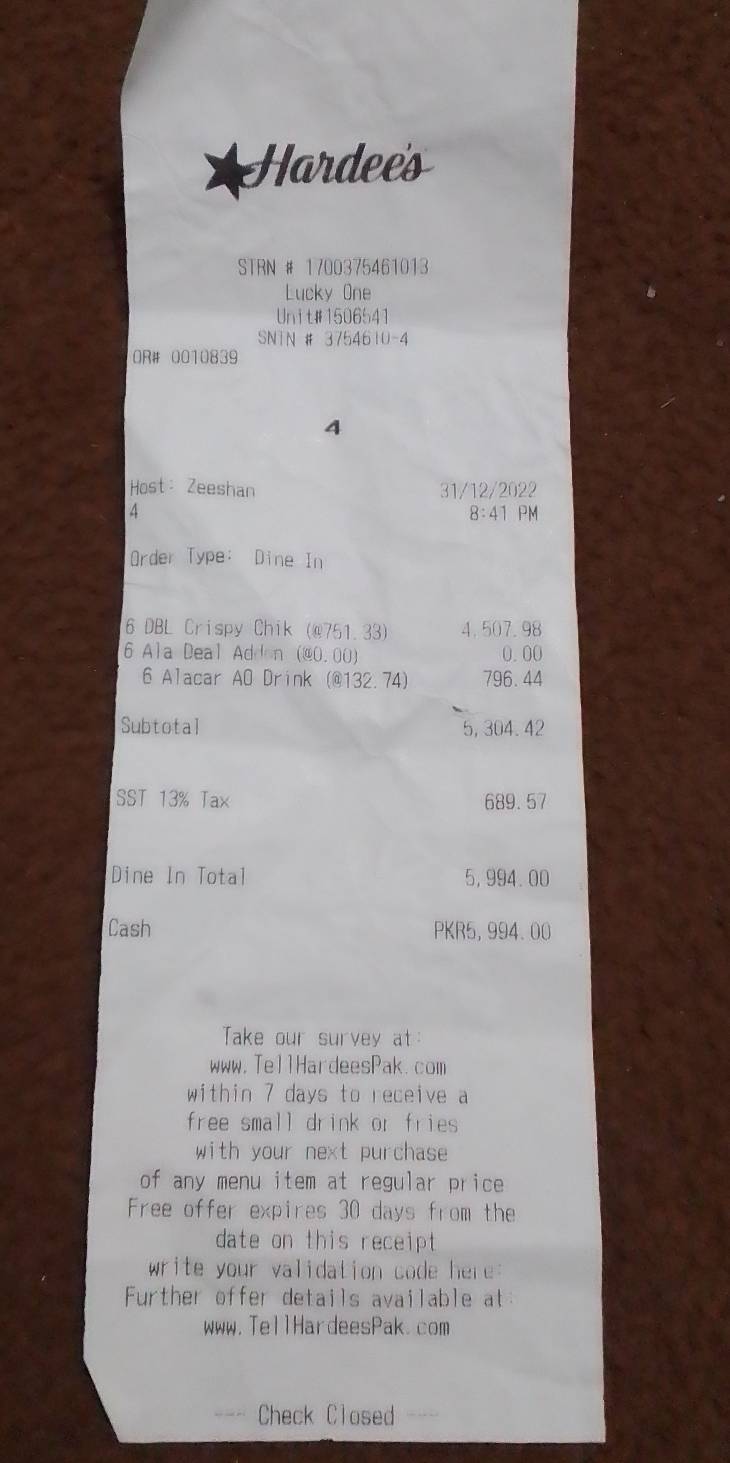 Hardee's
STRN # 1700375461013
Lucky One
Unit#1506541
SNTN # 3754610-4
OR# 0010839
4
Host: Zeeshan 31/12/2022
4 8:41 PM
Order Type: Dine In
6 DBL Crispy Chik (@751.33) 4,507.98
6 Ala Deal Addon (@0.00) 0.00
6 Alacar AO Drink (@132.74) 796.44
Subtotal 5,304.42
SST 13% Tax 689.57
Dine In Total 5,994.00
Cash PKR5,994.00
Take our survey at:
www.TellHardeesPak.com
within 7 days to receive a
free small drink or fries
with your next purchase
of any menu item at regular price
Free offer expires 30 days from the
date on this receipt
write your validation code here:
Further offer details available at:
www.TellHardeesPak.com
--- Check Closed ---